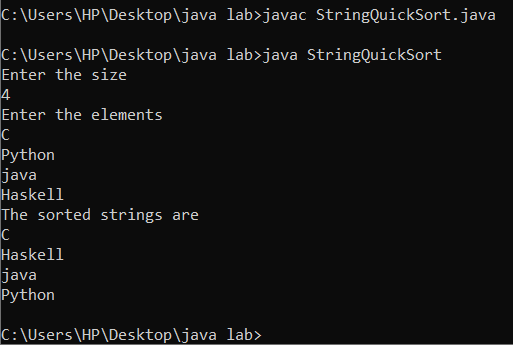 C:\Users\HP\Desktop\java lab>javac StringQuickSort.java
C:\Users\HP\Desktop\java lab>java StringQuickSort
Enter the size
4
Enter the elements
C
Python
java
Haskell
The sorted strings are
C
Haskell
java
Python
C:\Users\HP\Desktop\java lab>